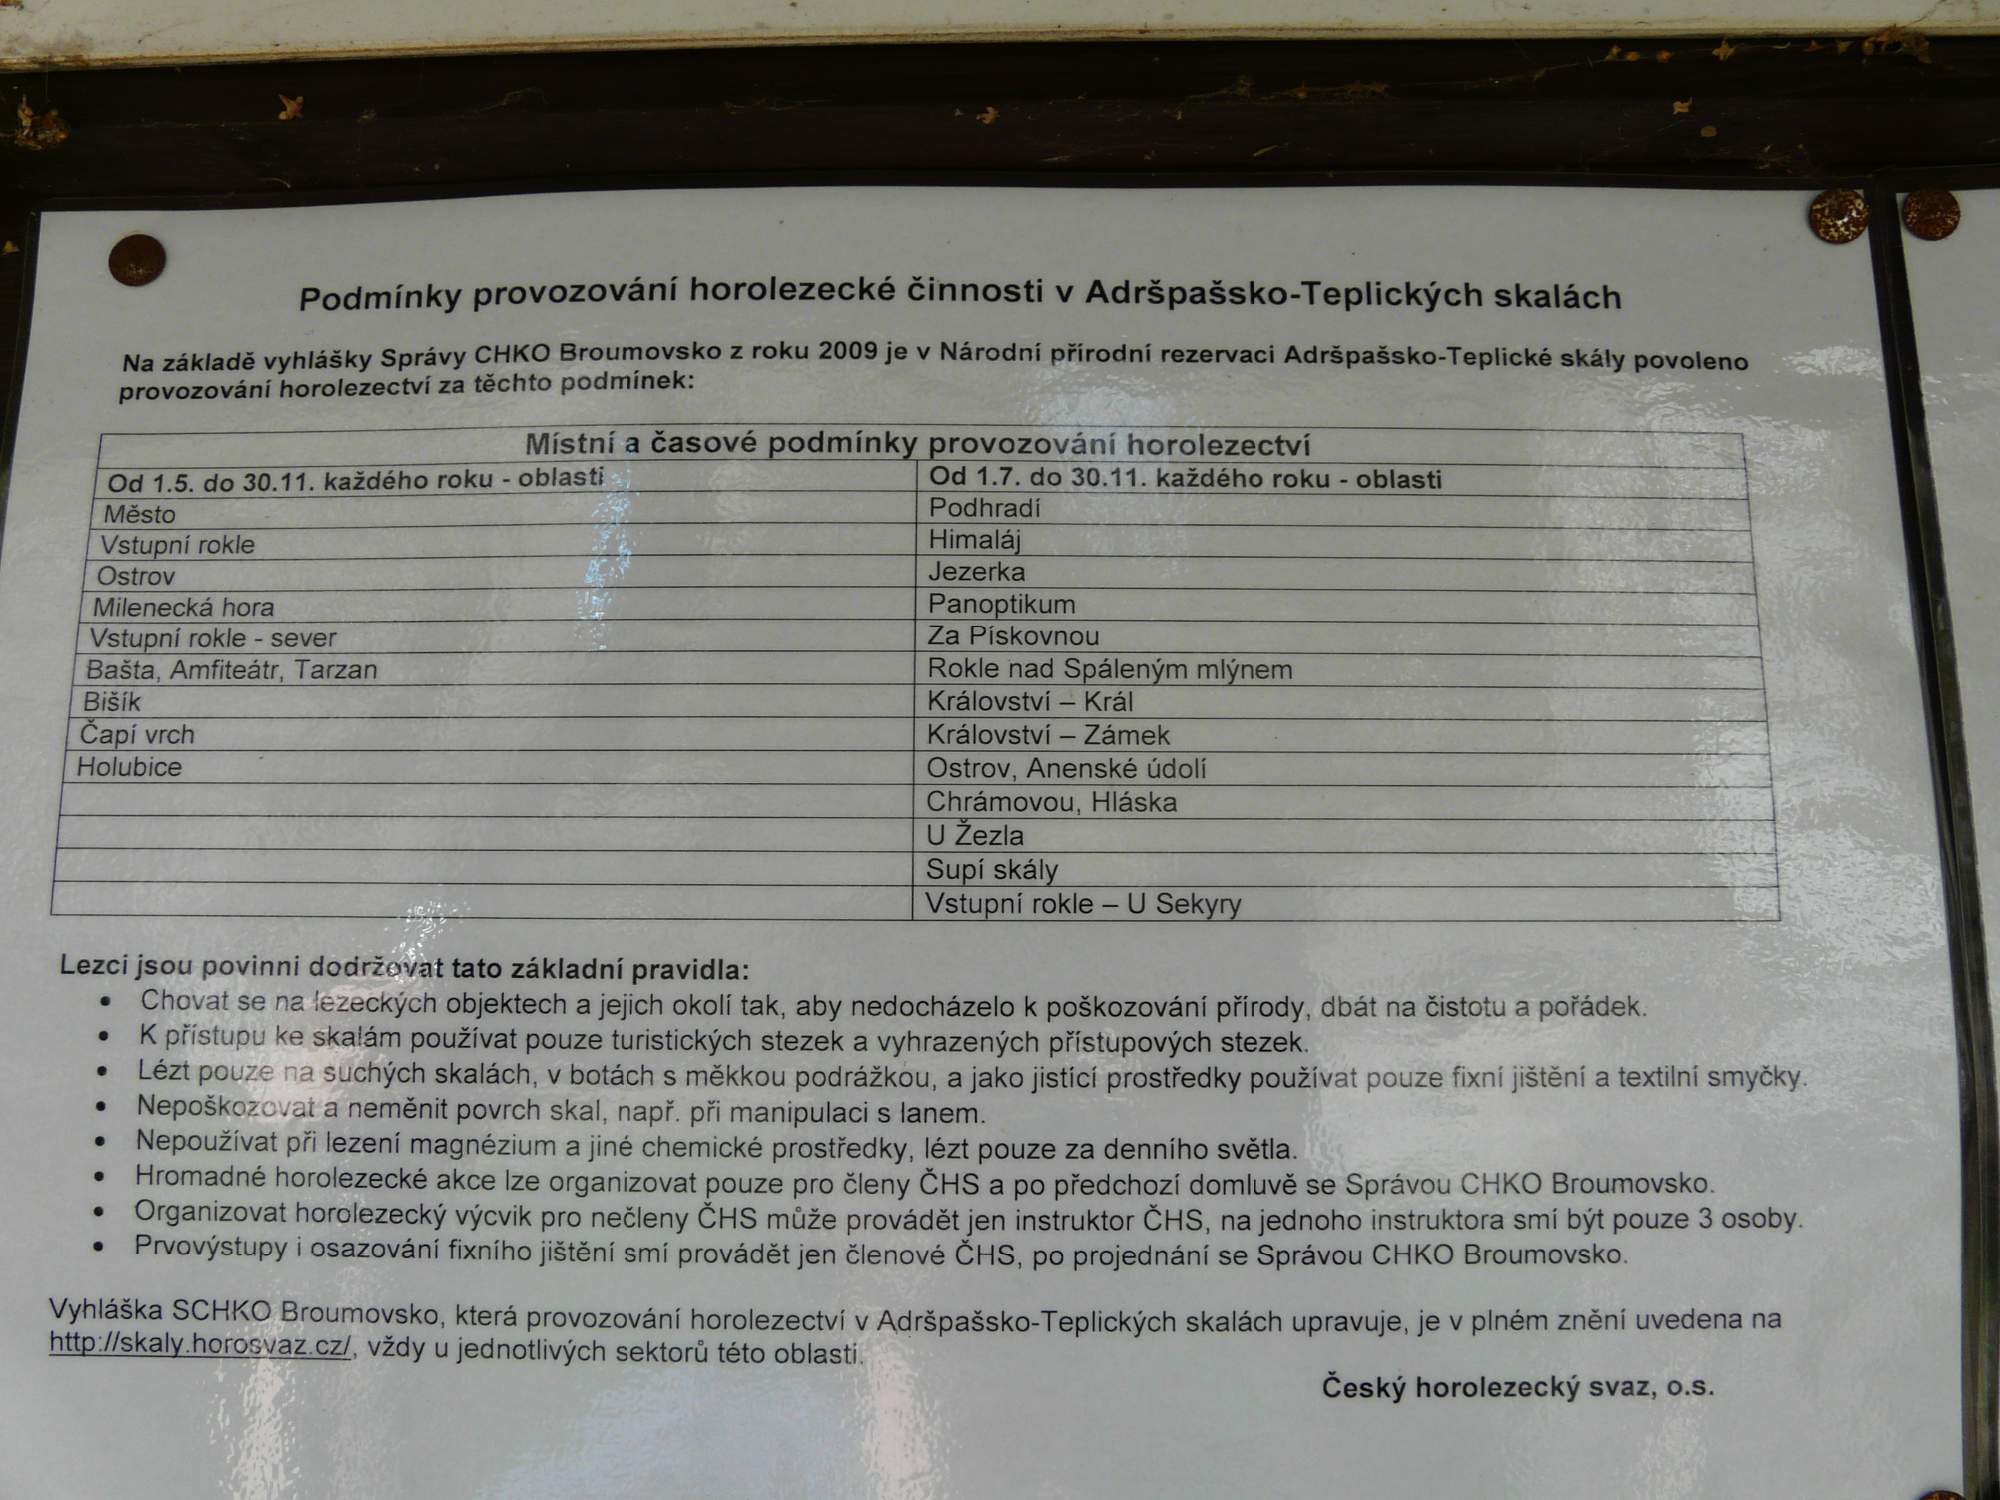 Podmínky provozování horolezecké činnosti v Adršpašsko-Teplických skalách
Na základě vyhlášky Správy CHKO Broumovsko z roku 2009 je v Národní přírodní rezervaci Adršpašsko-Teplické skály povoleno
provozování horolezectví za těchto podmínek:
Místní a časové podmínky provozování horolezectví
Od 1.5. do 30.11. každého roku - oblasti Od 1.7. do 30.11. každého roku - oblasti
Město Podhradí
Vstupní rokle Himaláj
Ostrov Jezerka
Milenecká hora Panoptikum
Vstupní rokle - sever Za Pískovnou
Bašta, Amfiteátr, Tarzan Rokle nad Spáleným mlýnem
Bišík Království – Král
Čapí vrch Království – Zámek
Holubice Ostrov, Anenské údolí
Chrámovou, Hláska
U Žezla
Supí skály
Vstupní rokle – U Sekyry
Lezci jsou povinni dodržovat tato základní pravidla:
• Chovat se na lezeckých objektech a jejich okolí tak, aby nedocházelo k poškozování přírody, dbát na čistotu a pořádek.
• K přístupu ke skalám používat pouze turistických stezek a vyhrazených přístupových stezek.
• Lézt pouze na suchých skalách, v botách s měkkou podrážkou, a jako jistící prostředky používat pouze fixní jištění a textilní smyčky.
• Nepoškozovat a neměnit povrch skal, např. při manipulaci s lanem.
• Nepoužívat při lezení magnézium a jiné chemické prostředky, lézt pouze za denního světla.
• Hromadné horolezecké akce lze organizovat pouze pro členy ČHS a po předchozí domluvě se Správou CHKO Broumovsko.
• Organizovat horolezecký výcvik pro nečleny ČHS může provádět jen instruktor ČHS, na jednoho instruktora smí být pouze 3 osoby.
• Prvovýstupy i osazování fixního jištění smí provádět jen členové ČHS, po projednání se Správou CHKO Broumovsko.
Vyhláška SCHKO Broumovsko, která provozování horolezectví v Adršpašsko-Teplických skalách upravuje, je v plném znění uvedena na
http://skaly.horosvaz.cz/, vždy u jednotlivých sektorů této oblasti.
Český horolezecký svaz, o.s.